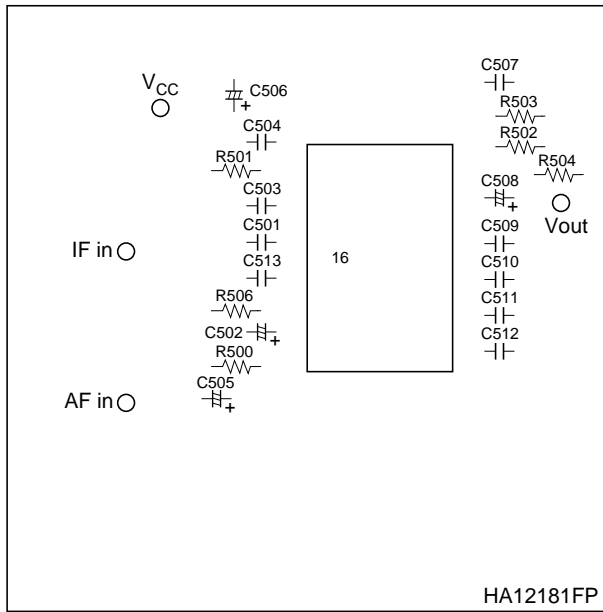 C507
V_CC
C506
R503
C504
R502
R501
R504
C503
C508
Vout
C501
C509
IF in
16
C513
C510
R506
C511
C502
C512
R500
C505
AF in
HA12181FP